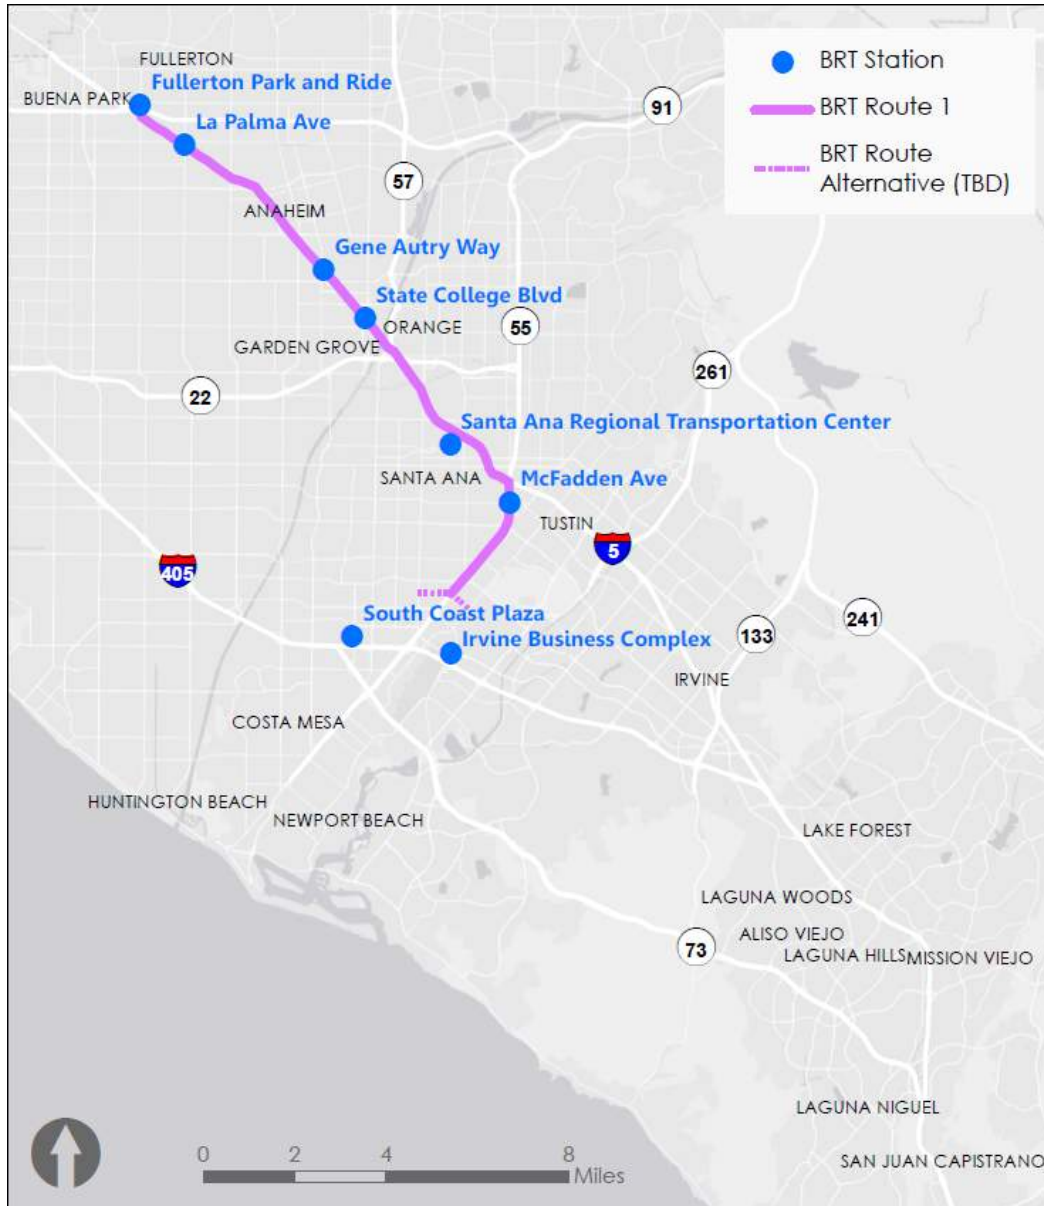 FULLERTON
BRT Station
Fullerton Park and Ride
BUENA PARK
BRT Route 1
91
La Palma Ave
BRT Route
Alternative (TBD)
57
ANAHEIM
Gene Autry Way
State College Blvd
ORANGE
55
GARDEN GROVE
261
22
Santa Ana Regional Transportation Center
SANTA ANA
McFadden Ave
TUSTIN
5
405
South Coast Plaza
Irvine Business Complex
133
241
IRVINE
COSTA MESA
HUNTINGTON BEACH
NEWPORT BEACH
LAKE FOREST
LAGUNA WOODS
ALISO VIEJO
73
LAGUNA HILLS
MISSION VIEJO
LAGUNA NIGUEL
SAN JUAN CAPISTRANO
0 2 4 8
Miles